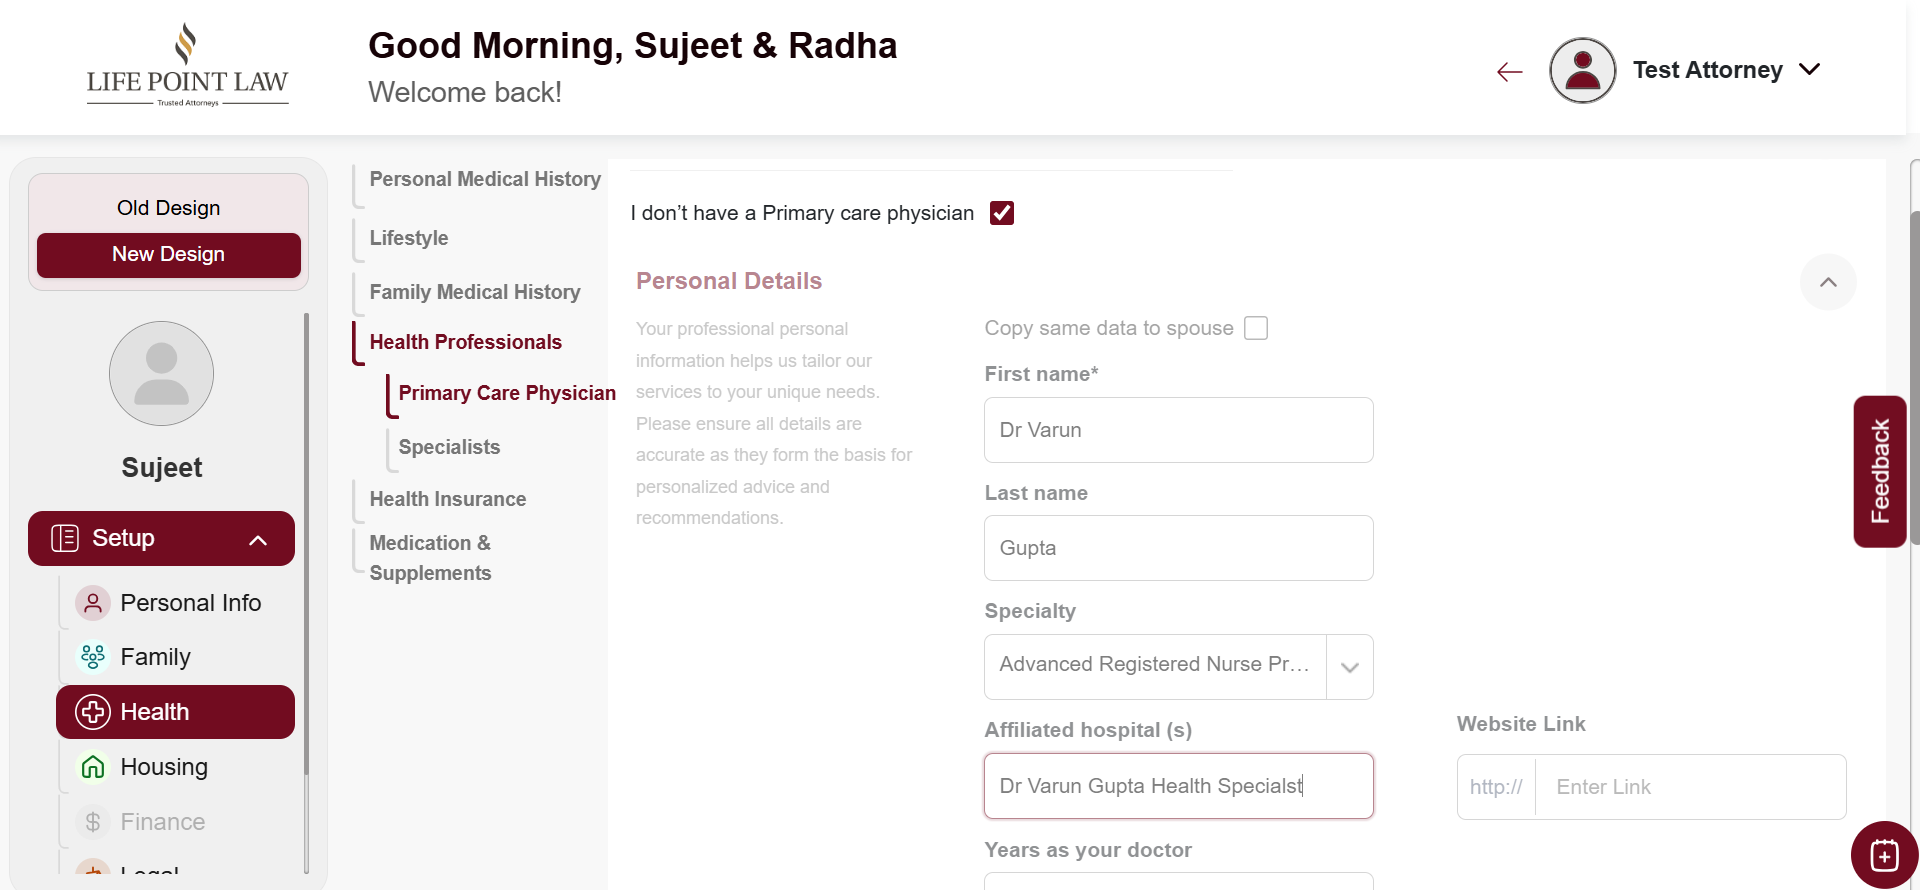 LIFE POINT LAW
Trusted Attorneys
Good Morning, Sujeet & Radha
Welcome back!
Test Attorney
Old Design
New Design
Sujeet
Setup
Personal Info
Family
Health
Housing
Finance
Legal
Personal Medical History
Lifestyle
Family Medical History
Health Professionals
Primary Care Physician
Specialists
Health Insurance
Medication &
Supplements
I don't have a Primary care physician
Personal Details
Your professional personal
information helps us tailor our
services to your unique needs.
Please ensure all details are
accurate as they form the basis for
personalized advice and
recommendations.
Copy same data to spouse
First name*
Dr Varun
Last name
Gupta
Specialty
Advanced Registered Nurse Pr...
Affiliated hospital (s)
Dr Varun Gupta Health Specialst
Website Link
http://
Enter Link
Years as your doctor
Feedback